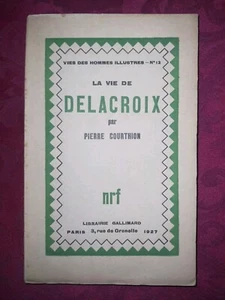 VIES DES HOMMES ILLUSTRES — N° 12
LA VIE DE
DELACROIX
par
PIERRE COURTHION
nrf
LIBRAIRIE GALLIMARD
PARIS 3, rue de Grenelle 1927